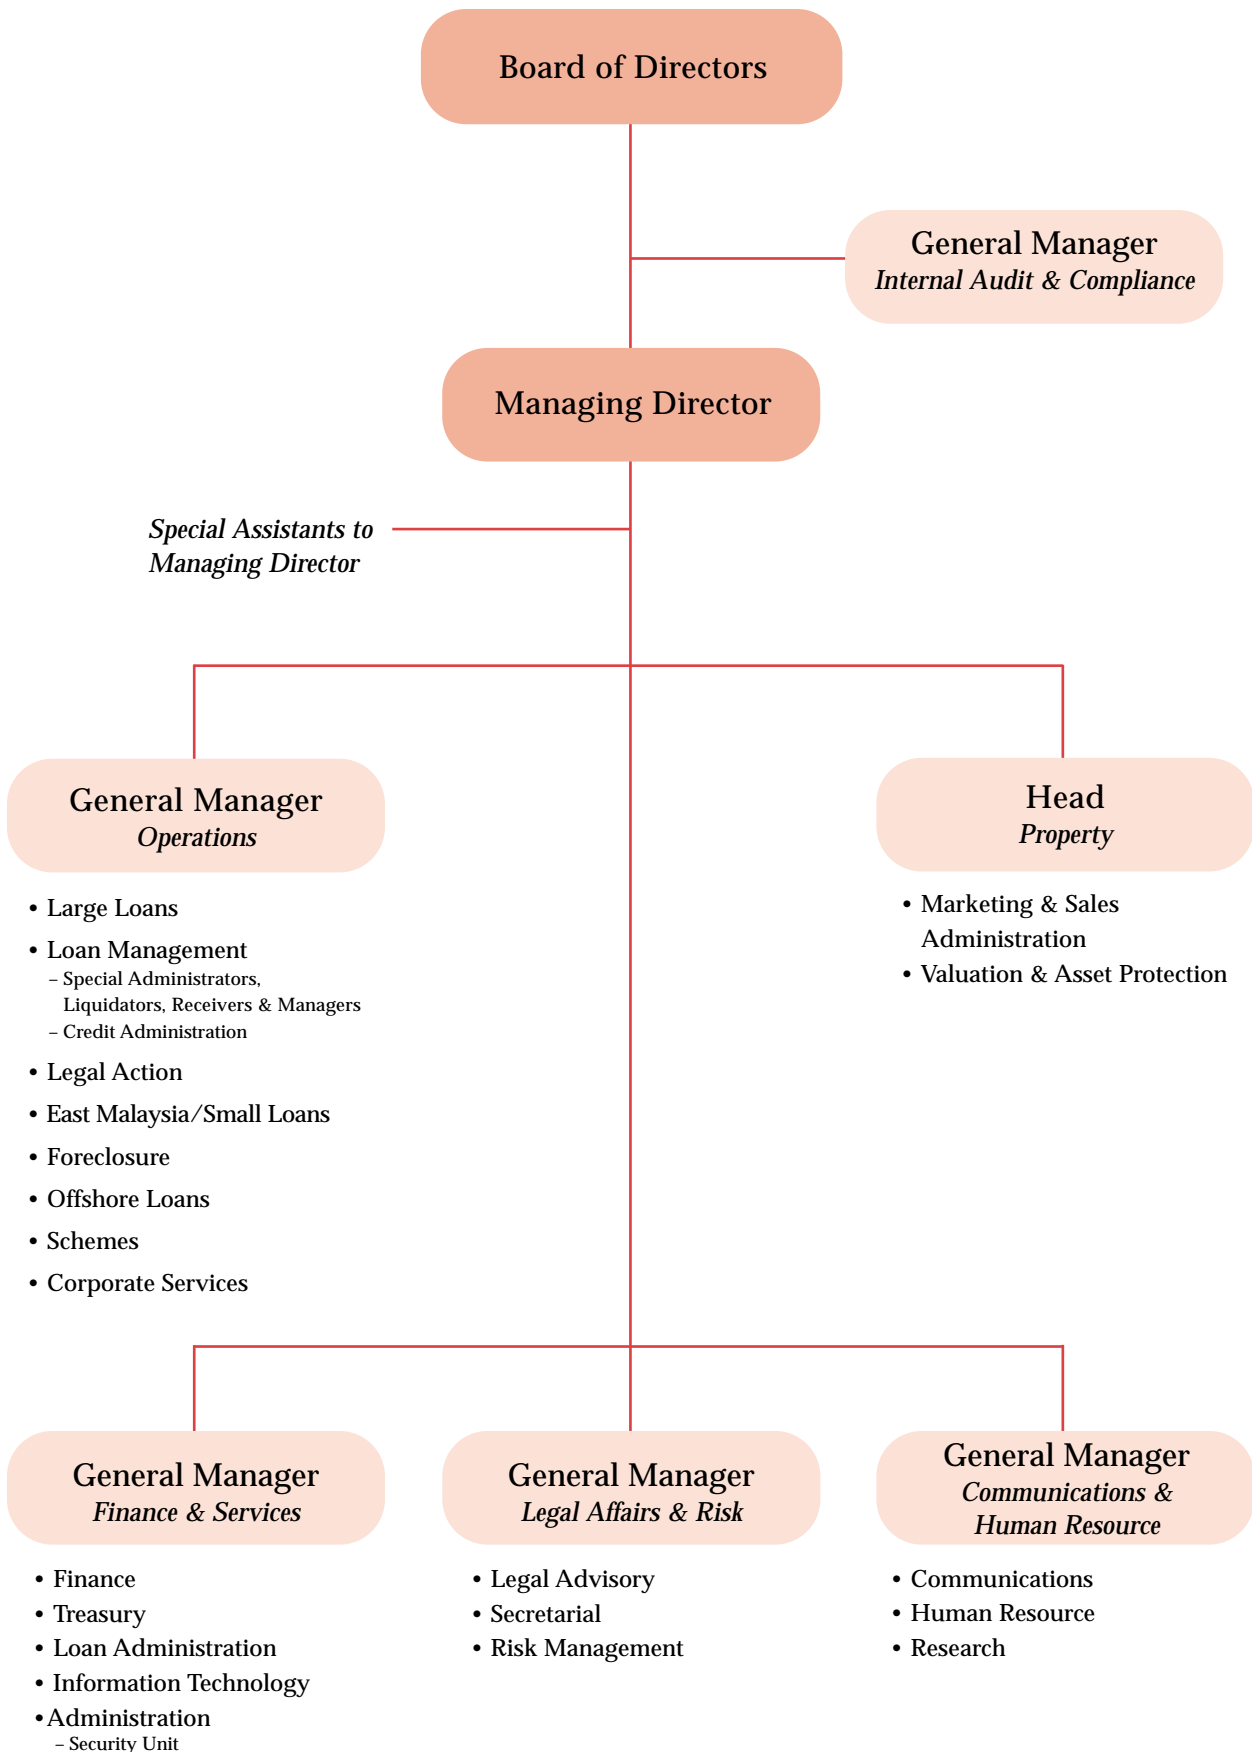 Board of Directors
General Manager
Internal Audit & Compliance
Managing Director
Special Assistants to
Managing Director
General Manager
Operations
• Large Loans
• Loan Management
– Special Administrators,
Liquidators, Receivers & Managers
– Credit Administration
• Legal Action
• East Malaysia/Small Loans
• Foreclosure
• Offshore Loans
• Schemes
• Corporate Services
Head
Property
• Marketing & Sales
Administration
• Valuation & Asset Protection
General Manager
Finance & Services
• Finance
• Treasury
• Loan Administration
• Information Technology
•Administration
– Security Unit
General Manager
Legal Affairs & Risk
• Legal Advisory
• Secretarial
• Risk Management
General Manager
Communications &
Human Resource
• Communications
• Human Resource
• Research